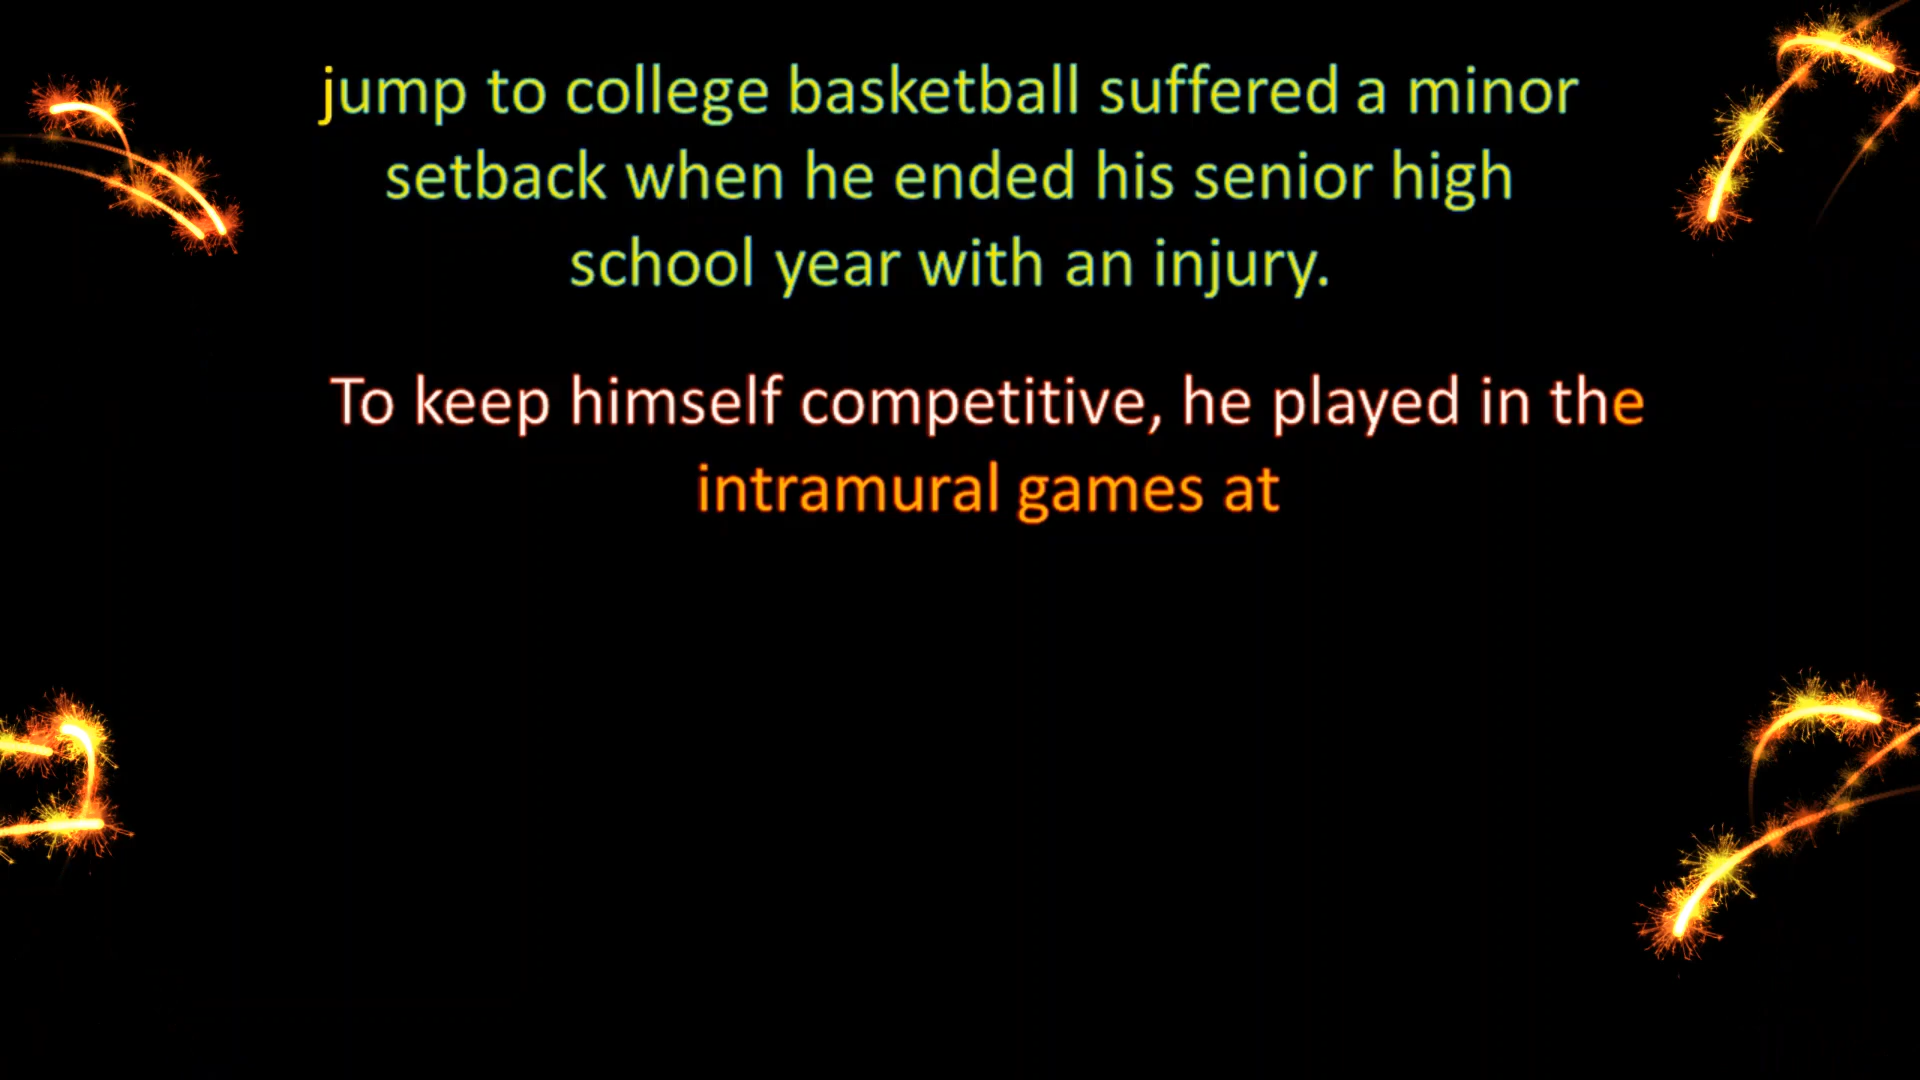 jump to college basketball suffered a minor
setback when he ended his senior high
school year with an injury.
To keep himself competitive, he played in the
intramural games at